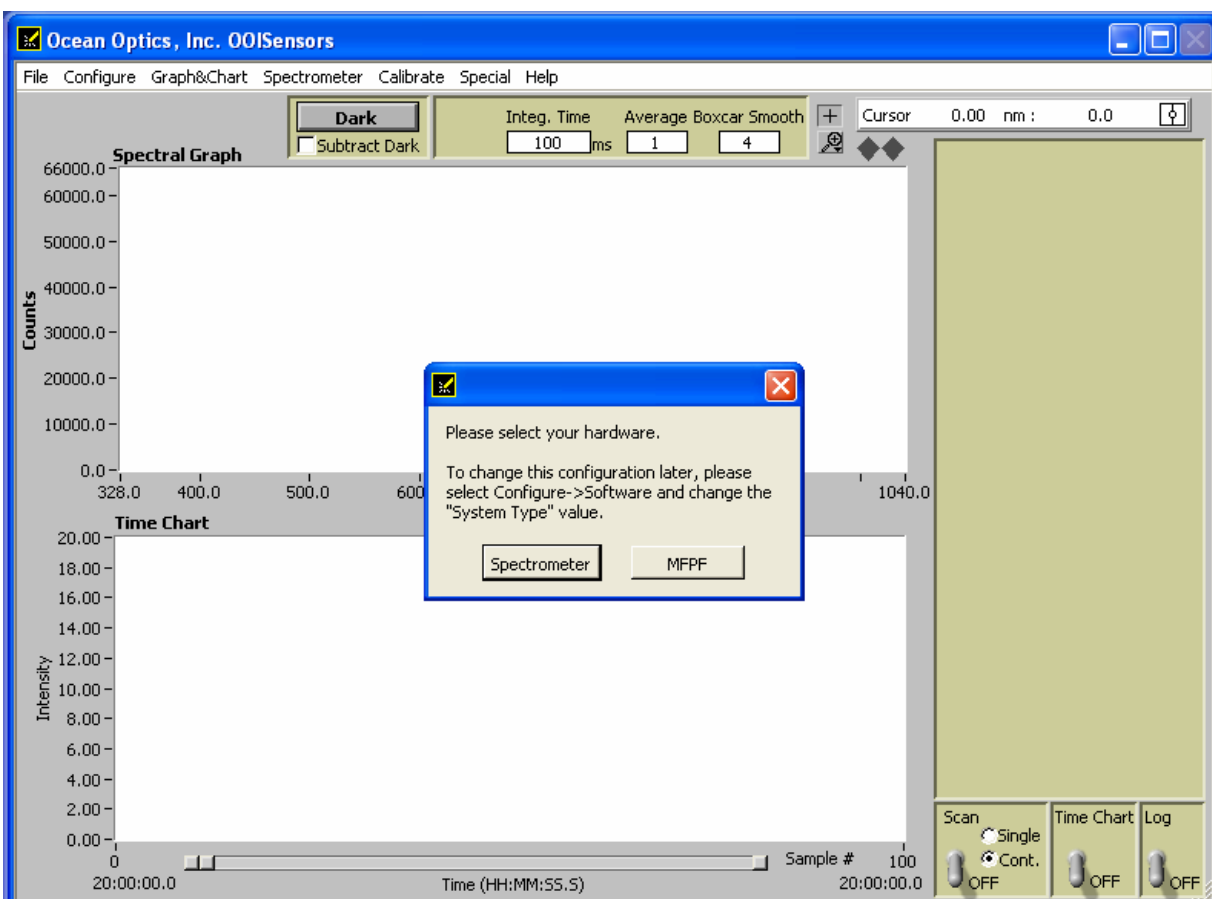 Ocean Optics, Inc. OOISensors
File Configure Graph&Chart Spectrometer Calibrate Special Help
Dark
Subtract Dark
Integ. Time Average Boxcar Smooth
100 ms 1 4
Cursor 0.00 nm : 0.0
Spectral Graph
66000.0
60000.0
50000.0
40000.0
30000.0
20000.0
10000.0
0.0
Counts
328.0 400.0 500.0 600 1040.0
Please select your hardware.
To change this configuration later, please
select Configure->Software and change the
"System Type" value.
Spectrometer MFPF
Time Chart
20.00
18.00
16.00
14.00
12.00
10.00
8.00
6.00
4.00
2.00
0.00
Intensity
0 Sample # 100
20:00:00.0 Time (HH:MM:SS.S) 20:00:00.0
Scan
Single
Cont.
OFF
Time Chart
OFF
Log
OFF